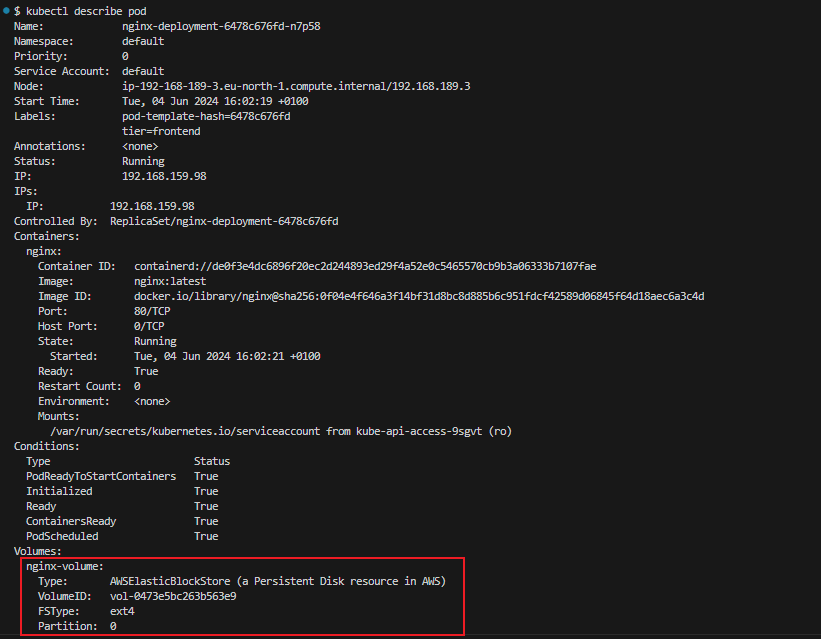 $ kubectl describe pod
Name: nginx-deployment-6478c676fd-n7p58
Namespace: default
Priority: 0
Service Account: default
Node: ip-192-168-189-3.eu-north-1.compute.internal/192.168.189.3
Start Time: Tue, 04 Jun 2024 16:02:19 +0100
Labels: pod-template-hash=6478c676fd
tier=frontend
Annotations: <none>
Status: Running
IP: 192.168.159.98
IPs:
IP: 192.168.159.98
Controlled By: ReplicaSet/nginx-deployment-6478c676fd
Containers:
nginx:
Container ID: containerd://de0f3e4dc6896f20ec2d244893ed29f4a52e0c5465570cb9b3a06333b7107fae
Image: nginx:latest
Image ID: docker.io/library/nginx@sha256:0f04e4f646a3f14bf31d8bc8d885b6c951fdcf42589d06845f64d18aec6a3c4d
Port: 80/TCP
Host Port: 0/TCP
State: Running
Started: Tue, 04 Jun 2024 16:02:21 +0100
Ready: True
Restart Count: 0
Environment: <none>
Mounts:
/var/run/secrets/kubernetes.io/serviceaccount from kube-api-access-9sgvt (ro)
Conditions:
Type Status
PodReadyToStartContainers True
Initialized True
Ready True
ContainersReady True
PodScheduled True
Volumes:
nginx-volume:
Type: AWSElasticBlockStore (a Persistent Disk resource in AWS)
VolumeID: vol-0473e5bc263b563e9
FSType: ext4
Partition: 0